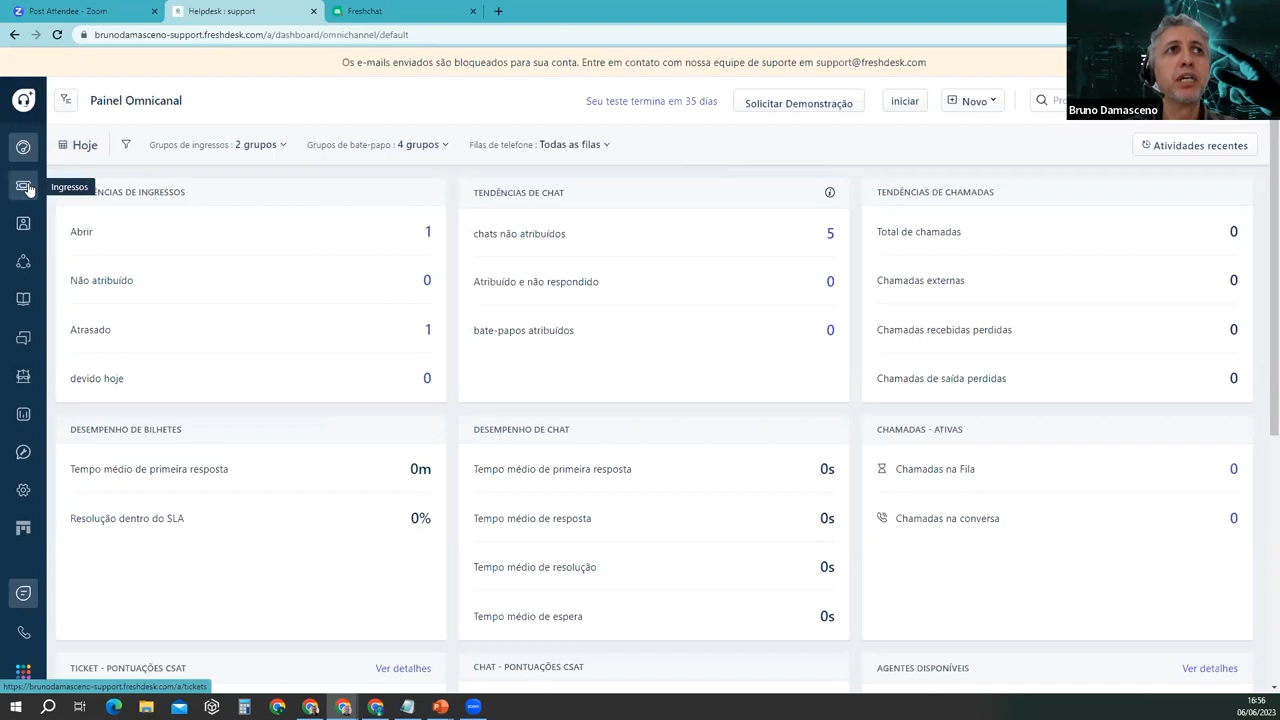 Post Attendee - Zoom
Helpdesk : support
Freshchat
brunodamasceno-support.freshdesk.com/a/dashboard/omnichannel/default
Os e-mails enviados são bloqueados para sua conta. Entre em contato com nossa equipe de suporte em support@freshdesk.com
Bruno Damasceno
Painel Omnicanal
Seu teste termina em 35 dias
Solicitar Demonstração
iniciar
Novo
Hoje
Grupos de ingressos : 2 grupos
Grupos de bate-papo : 4 grupos
Filas de telefone : Todas as filas
Atividades recentes
Ingressos
ÊNCIAS DE INGRESSOS
Abrir 1
Não atribuído 0
Atrasado 1
devido hoje 0
TENDÊNCIAS DE CHAT
chats não atribuídos 5
Atribuído e não respondido 0
bate-papos atribuídos 0
TENDÊNCIAS DE CHAMADAS
Total de chamadas 0
Chamadas externas 0
Chamadas recebidas perdidas 0
Chamadas de saída perdidas 0
DESEMPENHO DE BILHETES
Tempo médio de primeira resposta 0m
Resolução dentro do SLA 0%
DESEMPENHO DE CHAT
Tempo médio de primeira resposta 0s
Tempo médio de resposta 0s
Tempo médio de resolução 0s
Tempo médio de espera 0s
CHAMADAS - ATIVAS
Chamadas na Fila 0
Chamadas na conversa 0
TICKET - PONTUAÇÕES CSAT Ver detalhes
CHAT - PONTUAÇÕES CSAT
AGENTES DISPONÍVEIS Ver detalhes
https://brunodamasceno-support.freshdesk.com/a/tickets
16:56
06/06/2023